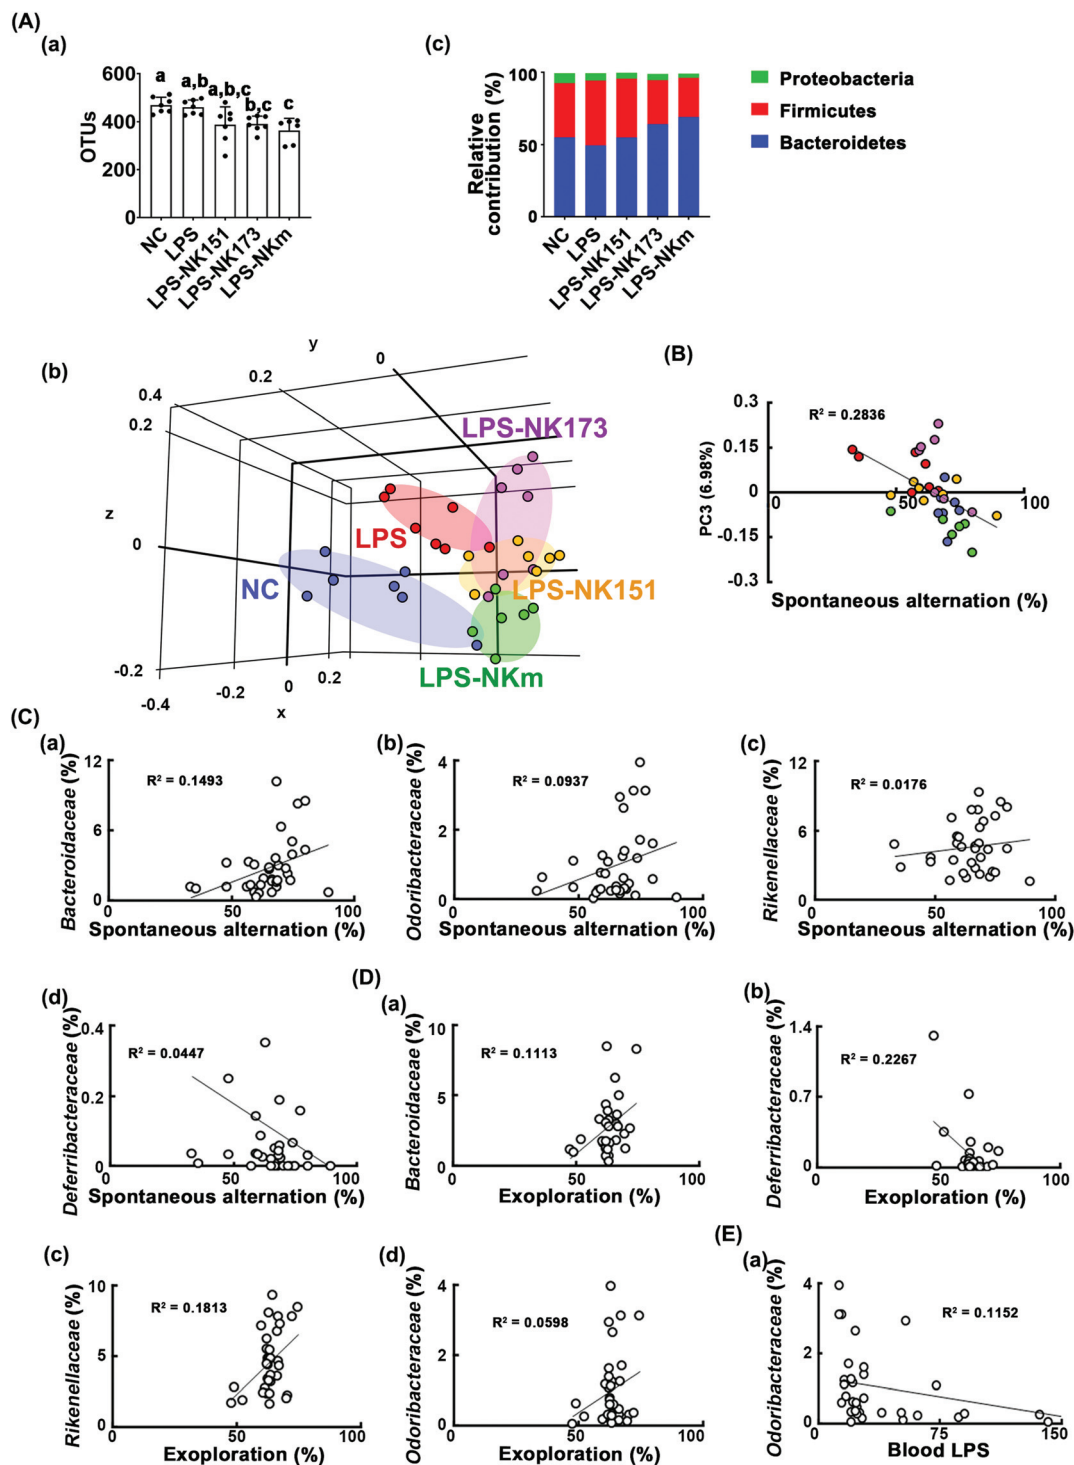 (A)
(a)
OTUs
600
400
200
0
a
a,b
a,b,c
b,c
c
NC
LPS
LPS-NK151
LPS-NK173
LPS-NKm
(c)
Relative
contribution (%)
100
50
0
NC
LPS
LPS-NK151
LPS-NK173
LPS-NKm
Proteobacteria
Firmicutes
Bacteroidetes
(b)
y
0
0.2
0.4
0.2
z
0
-0.2
-0.4
-0.2
0
0.2
x
LPS-NK173
LPS
NC
LPS-NK151
LPS-NKm
(B)
PC3 (6.98%)
0.3
0.15
0
-0.15
-0.3
R² = 0.2836
0
50
100
Spontaneous alternation (%)
(C)
(a)
Bacteroidaceae (%)
12
6
0
R² = 0.1493
50
100
Spontaneous alternation (%)
(b)
Odoribacteraceae (%)
4
2
0
R² = 0.0937
0
50
100
Spontaneous alternation (%)
(c)
Rikenellaceae (%)
12
6
0
R² = 0.0176
0
50
100
Spontaneous alternation (%)
(d)
Deferribacteraceae (%)
0.4
0.2
0
R² = 0.0447
0
50
100
Spontaneous alternation (%)
(D)
(a)
Bacteroidaceae (%)
10
5
0
R² = 0.1113
0
50
100
Exoploration (%)
(b)
Deferribacteraceae (%)
1.4
0.7
0
R² = 0.2267
0
50
100
Exoploration (%)
(c)
Rikenellaceae (%)
10
5
0
R² = 0.1813
0
50
100
Exoploration (%)
(d)
Odoribacteraceae (%)
4
2
0
R² = 0.0598
0
50
100
Exoploration (%)
(E)
(a)
Odoribacteraceae (%)
4
2
0
R² = 0.1152
0
75
150
Blood LPS